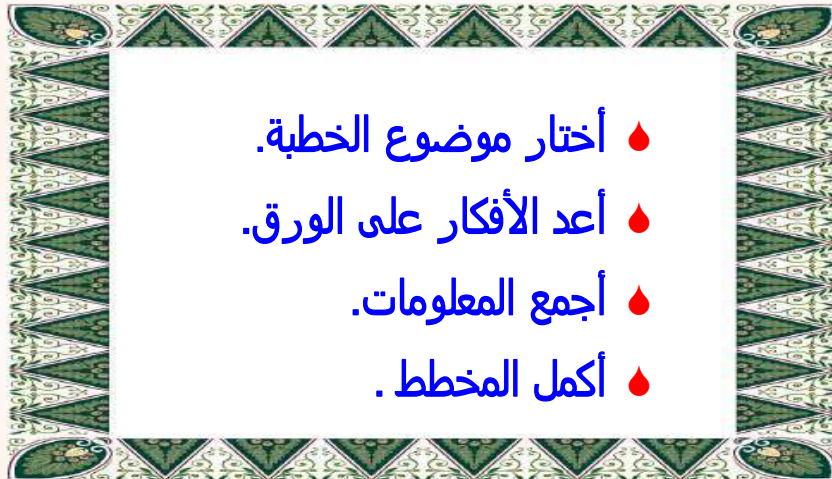 أختار موضوع الخطبة.
أعد الأفكار على الورق.
أجمع المعلومات.
أكمل المخطط .